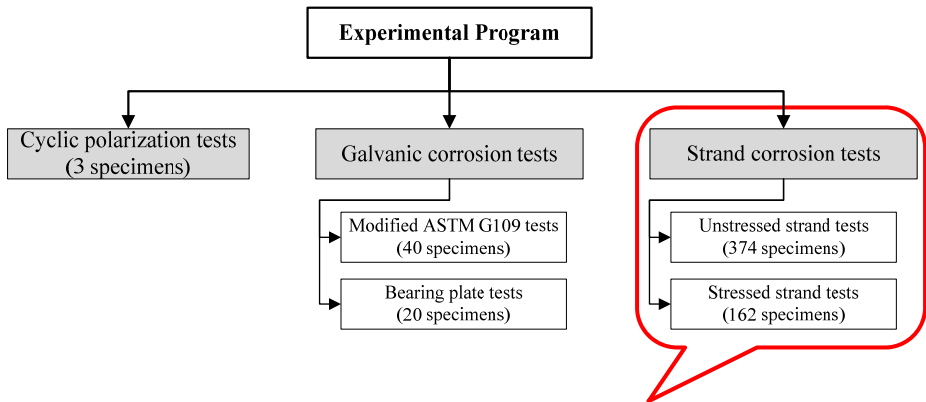 Experimental Program
Cyclic polarization tests
(3 specimens)
Galvanic corrosion tests
Modified ASTM G109 tests
(40 specimens)
Bearing plate tests
(20 specimens)
Strand corrosion tests
Unstressed strand tests
(374 specimens)
Stressed strand tests
(162 specimens)